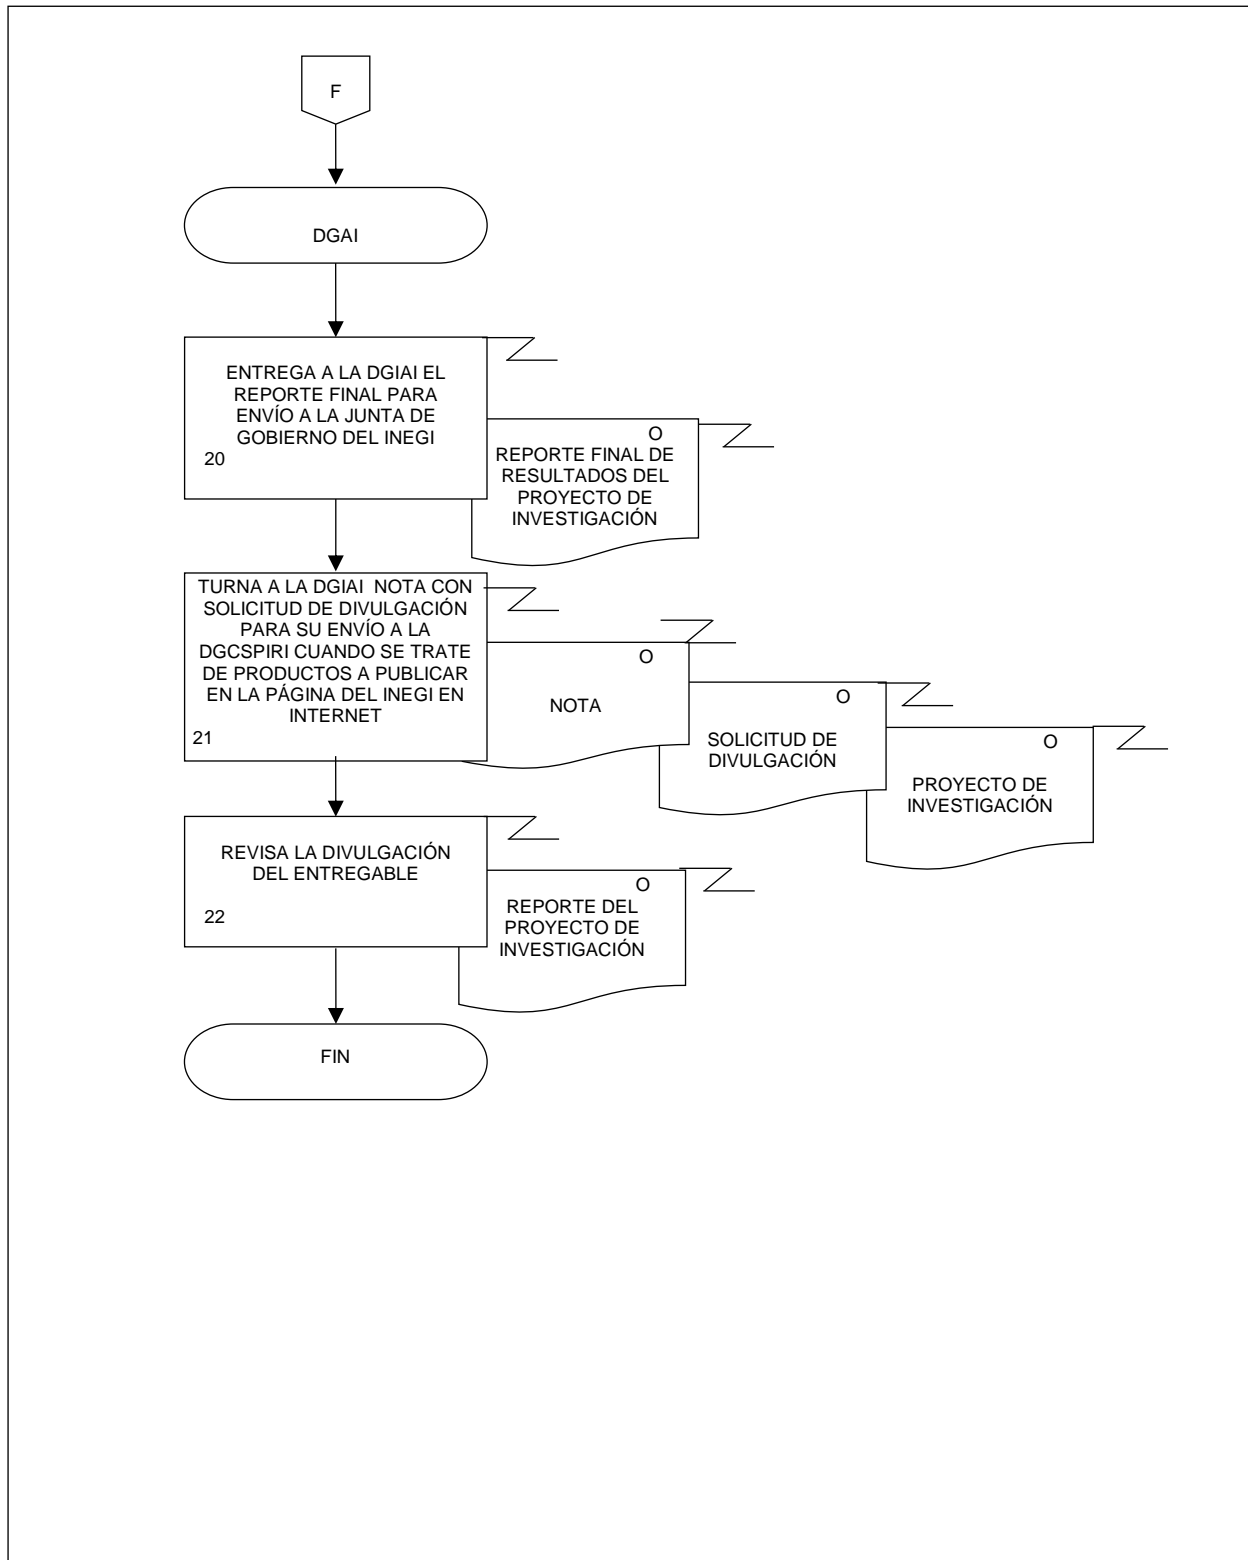 F
DGAI
ENTREGA A LA DGIAI EL
REPORTE FINAL PARA
ENVÍO A LA JUNTA DE
GOBIERNO DEL INEGI
20
O
REPORTE FINAL DE
RESULTADOS DEL
PROYECTO DE
INVESTIGACIÓN
TURNA A LA DGIAI NOTA CON
SOLICITUD DE DIVULGACIÓN
PARA SU ENVÍO A LA
DGCSPIRI CUANDO SE TRATE
DE PRODUCTOS A PUBLICAR
EN LA PÁGINA DEL INEGI EN
INTERNET
21
O
NOTA
O
SOLICITUD DE
DIVULGACIÓN
O
PROYECTO DE
INVESTIGACIÓN
REVISA LA DIVULGACIÓN
DEL ENTREGABLE
22
O
REPORTE DEL
PROYECTO DE
INVESTIGACIÓN
FIN